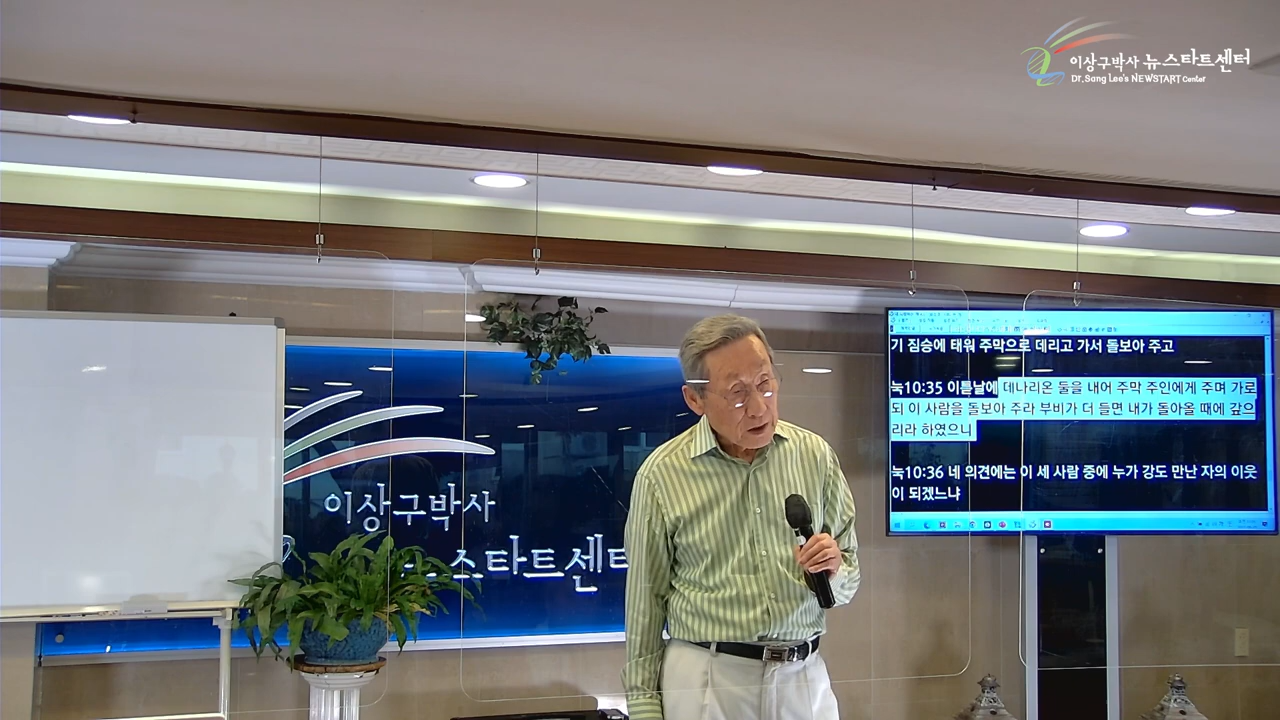 이상구박사 뉴스타트센터
Dr. Sang Lee's NEWSTART Center
기 짐승에 태워 주막으로 데리고 가서 돌보아 주고
눅10:35 이튿날에 데나리온 둘을 내어 주막 주인에게 주며 가로
되 이 사람을 돌보아 주라 부비가 더 들면 내가 돌아올 때에 갚으
리라 하였으니
눅10:36 네 의견에는 이 세 사람 중에 누가 강도 만난 자의 이웃
이 되겠느냐
이상구박사
스타트센터